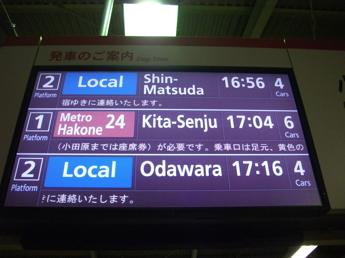 発車のご案内
2 Platform Local Shin-Matsuda 16:56 4 Cars
宿ゆきに連絡いたします。
1 Platform Metro Hakone 24 Kita-Senju 17:04 6 Cars
(小田原までは座席券)が必要です。乗車口は足元、黄色の
2 Platform Local Odawara 17:16 4 Cars
きに連絡いたします。